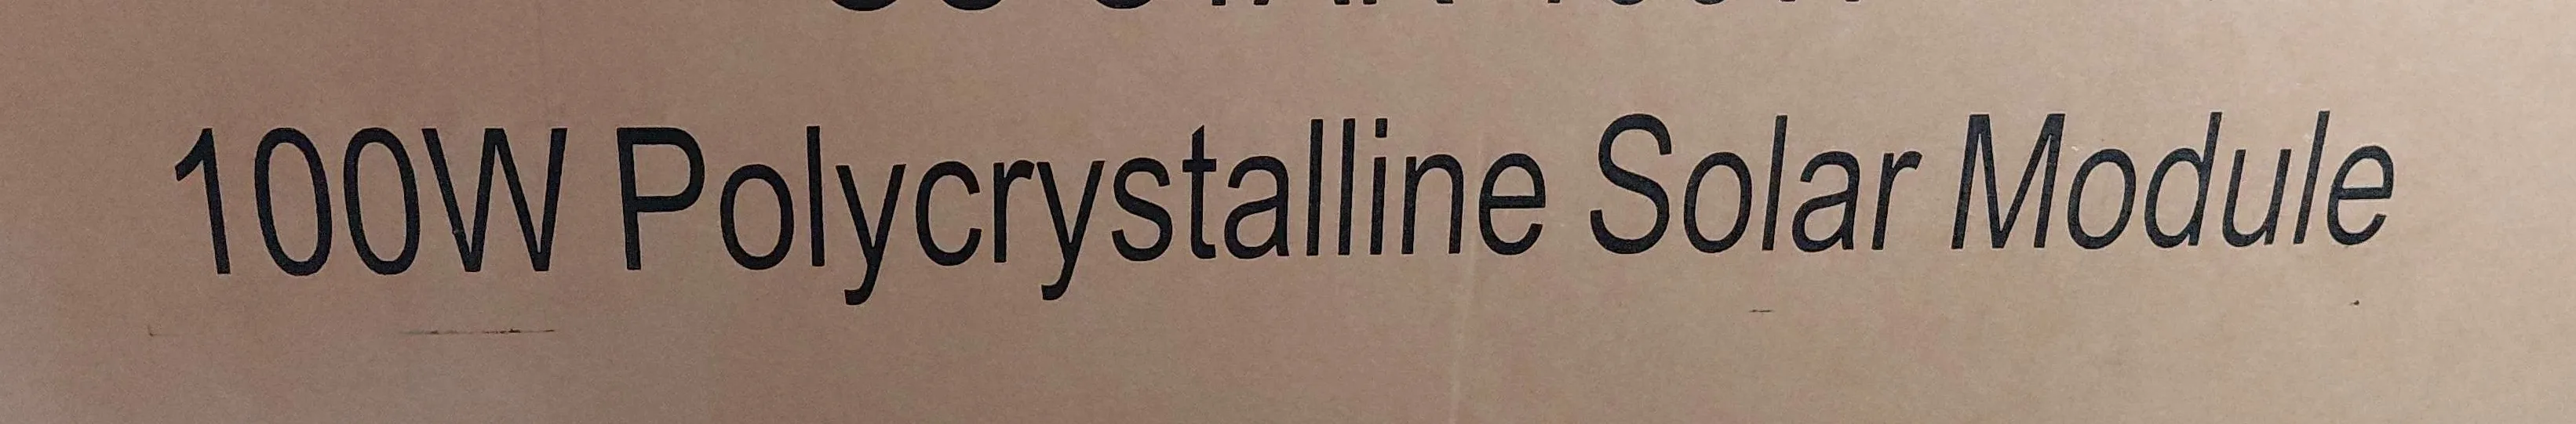 100W Polycrystalline Solar Module